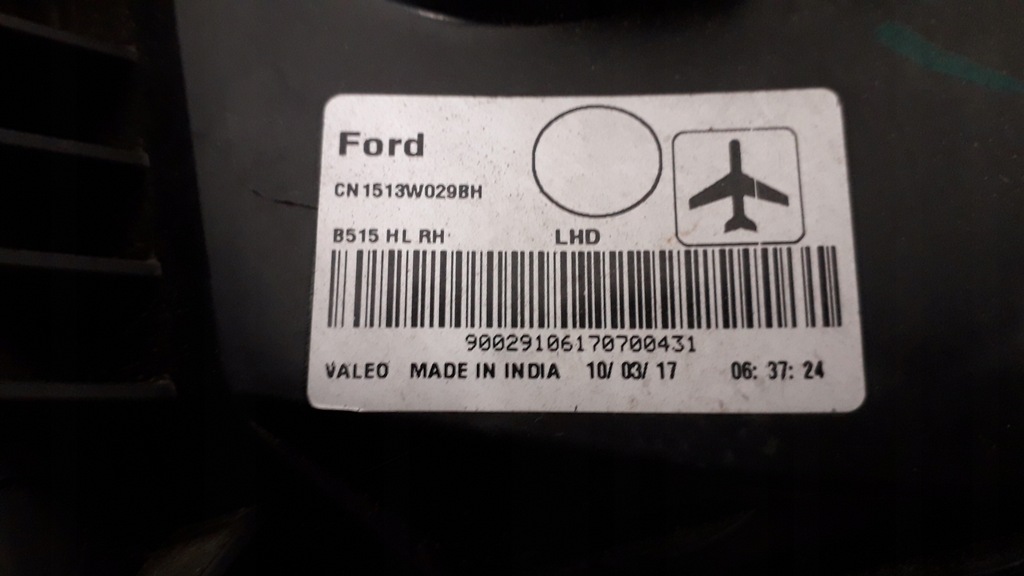 Ford
CN1513W029BH
B515 HL RH LHD
90029106170700431
VALEO MADE IN INDIA 10/ 03/ 17 06: 37: 24